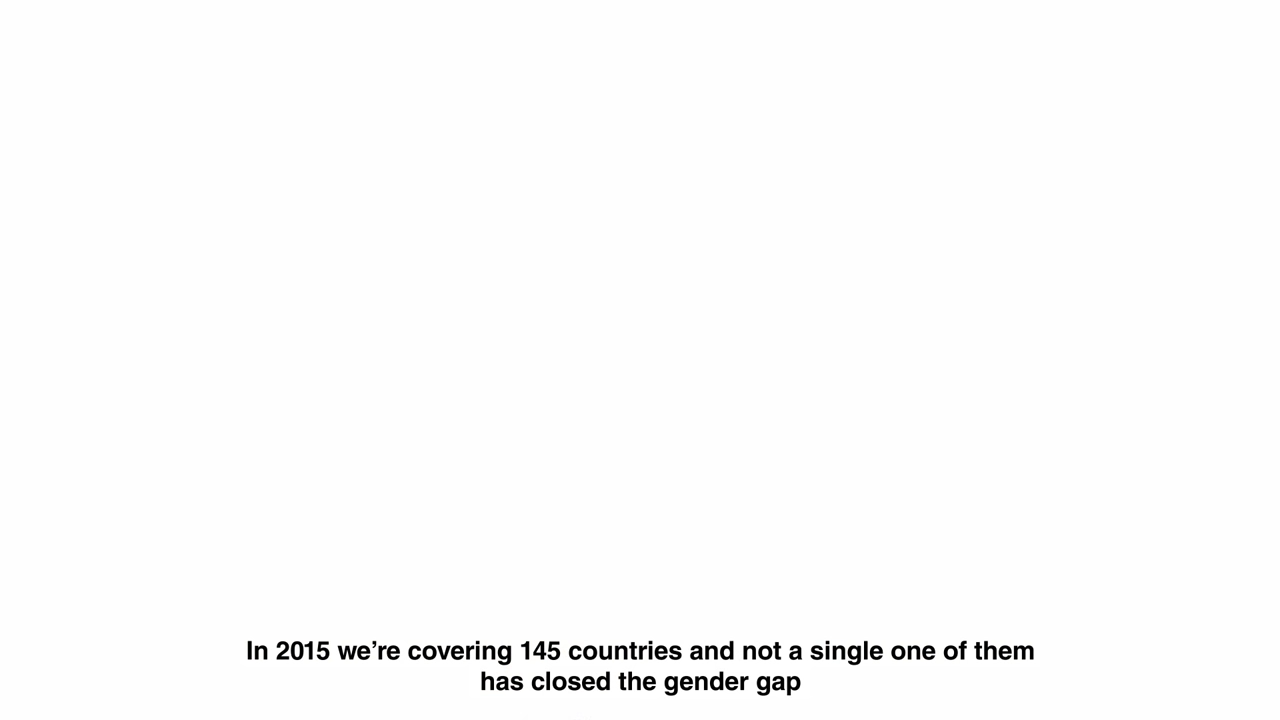 In 2015 we’re covering 145 countries and not a single one of them
has closed the gender gap